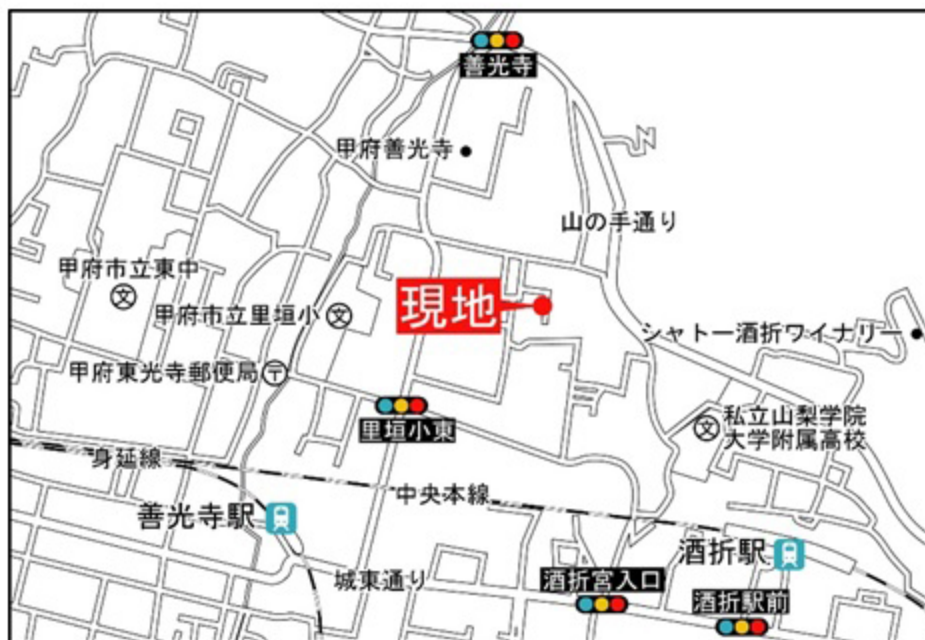 善光寺
甲府善光寺
山の手通り
甲府市立東中
文
現地
甲府市立里垣小
文
シャトー酒折ワイナリー
甲府東光寺郵便局
〒
里垣小東
文
私立山梨学院
大学附属高校
身延線
中央本線
善光寺駅
酒折駅
城東通り
酒折宮入口
酒折駅前